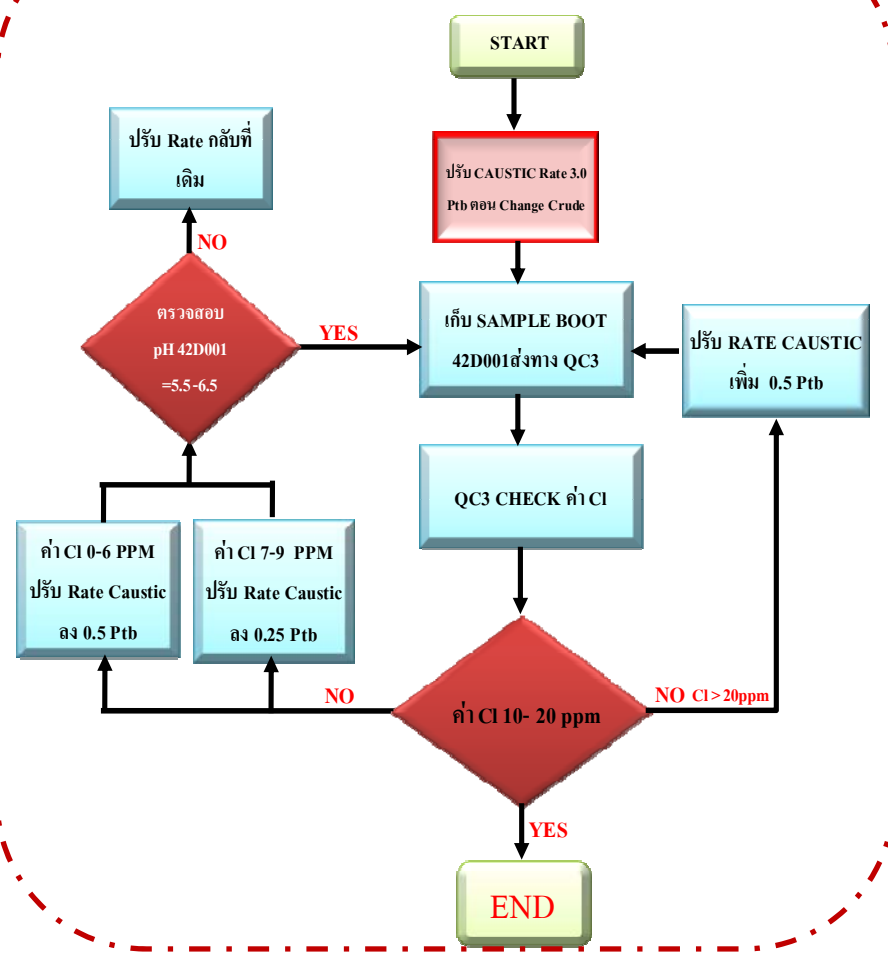 START
ปรับ CAUSTIC Rate 3.0
Ptb ตอน Change Crude
ปรับ Rate กลับที่
เดิม
NO
ตรวจสอบ
pH 42D001
=5.5-6.5
YES
เก็บ SAMPLE BOOT
42D001ส่งทาง QC3
ปรับ RATE CAUSTIC
เพิ่ม 0.5 Ptb
QC3 CHECK ค่า Cl
ค่า Cl 0-6 PPM
ปรับ Rate Caustic
ลง 0.5 Ptb
ค่า Cl 7-9 PPM
ปรับ Rate Caustic
ลง 0.25 Ptb
NO
ค่า Cl 10- 20 ppm
NO Cl > 20ppm
YES
END